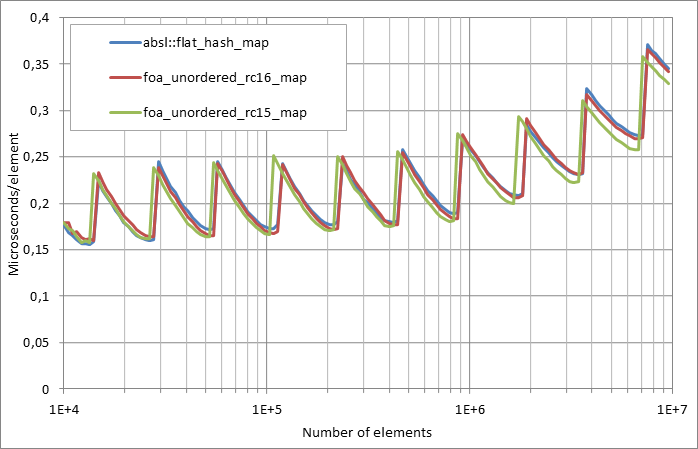 0,4
0,35
0,3
0,25
0,2
0,15
0,1
0,05
0
Microseconds/element
absl::flat_hash_map
foa_unordered_rc16_map
foa_unordered_rc15_map
1E+4 1E+5 1E+6 1E+7
Number of elements